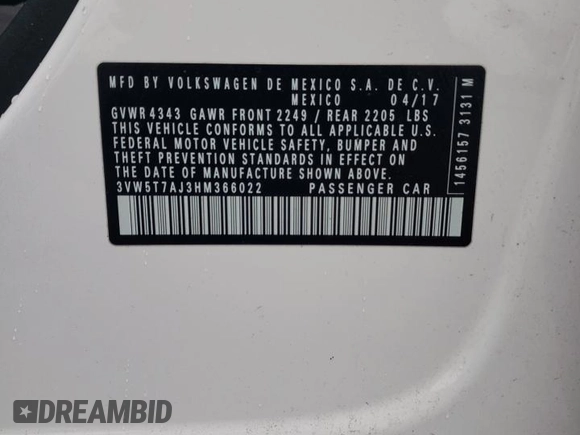 MFD BY VOLKSWAGEN DE MEXICO S.A. DE C.V.
MEXICO 04/17
GVWR 4343 GAWR FRONT 2249 / REAR 2205 LBS
THIS VEHICLE CONFORMS TO ALL APPLICABLE U.S.
FEDERAL MOTOR VEHICLE SAFETY, BUMPER AND
THEFT PREVENTION STANDARDS IN EFFECT ON
THE DATE OF MANUFACTURE SHOWN ABOVE.
3VW5T7AJ3HM366022 PASSENGER CAR
1456157 3131 M
DREAMBID